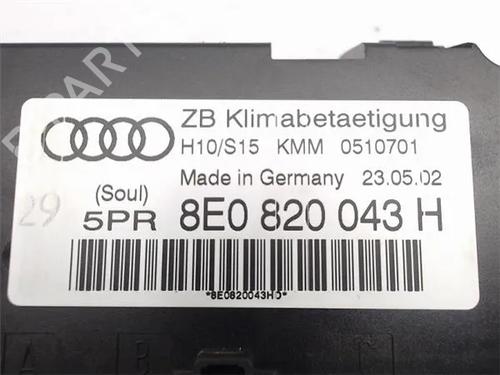 ZB Klimabetaetigung
H10/S15 KMM 0510701
Made in Germany 23.05.02
29
(Soul)
5PR 8E0 820 043 H
*8E0820043H0*
A B C